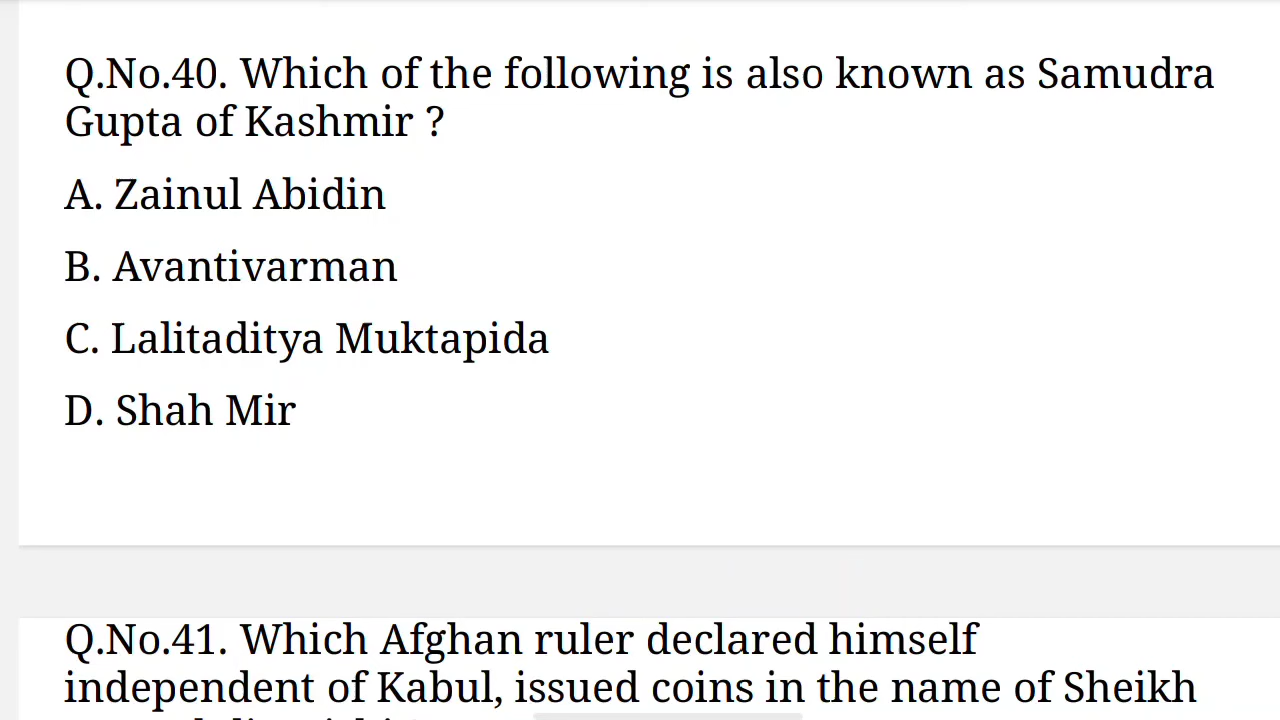 Q.No.40. Which of the following is also known as Samudra
Gupta of Kashmir ?
A. Zainul Abidin
B. Avantivarman
C. Lalitaditya Muktapida
D. Shah Mir
Q.No.41. Which Afghan ruler declared himself
independent of Kabul, issued coins in the name of Sheikh